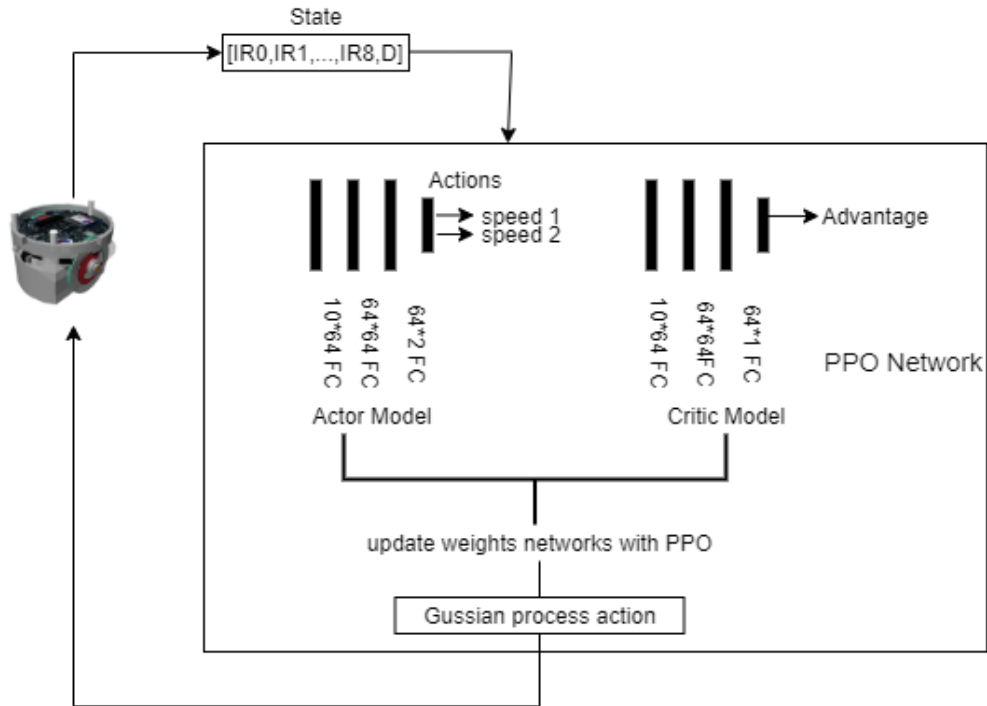 State
[IR0,IR1,...,IR8,D]
Actions
speed 1
speed 2
Advantage
10*64 FC
64*64 FC
64*2 FC
10*64 FC
64*64FC
64*1 FC
PPO Network
Actor Model
Critic Model
update weights networks with PPO
Gussian process action